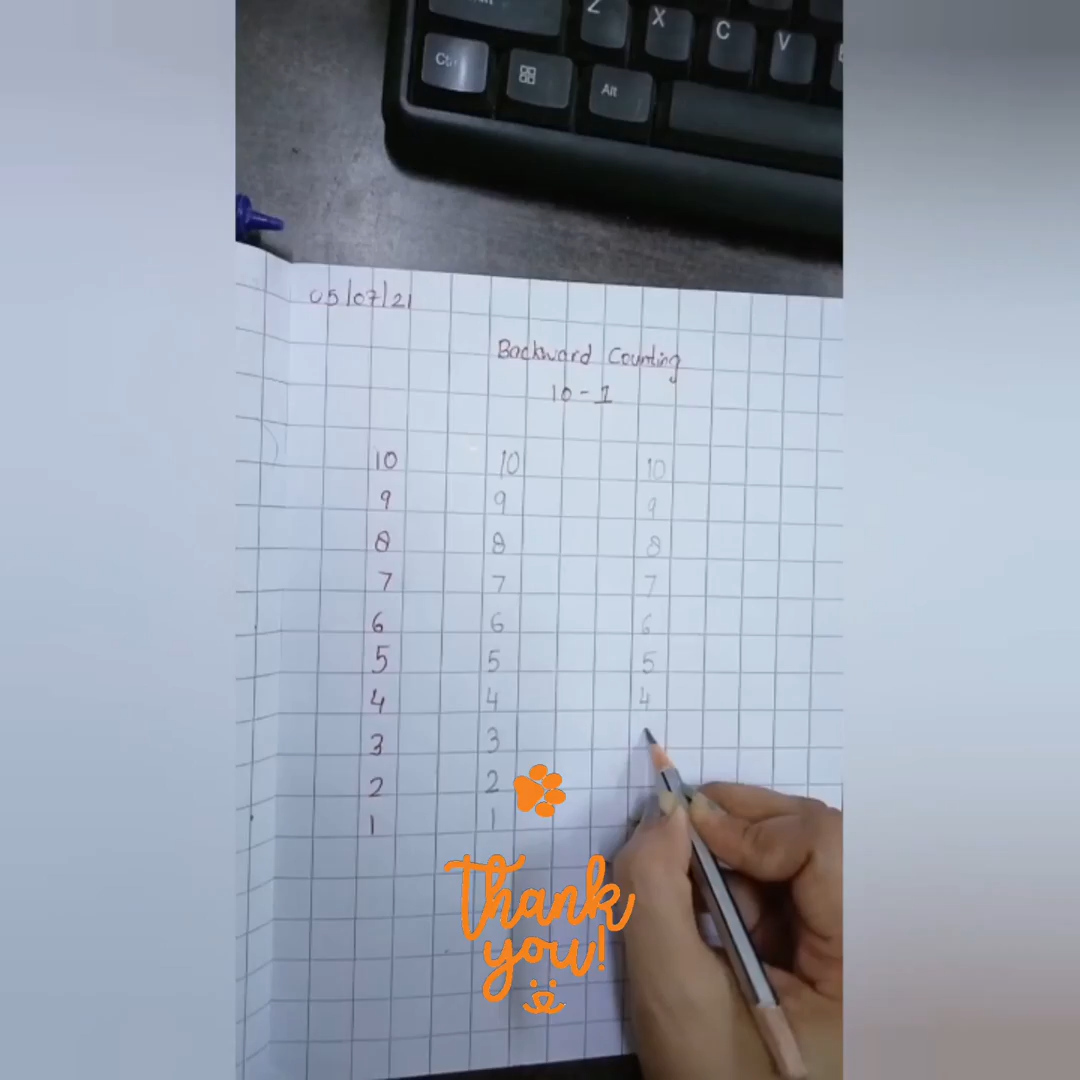 Z X C V
Ctrl Alt
05/07/21
Backward Counting
10 - 1
10 10 10
9 9 9
8 8 8
7 7 7
6 6 6
5 5 5
4 4 4
3 3
2 2
1 1
Thank
you!